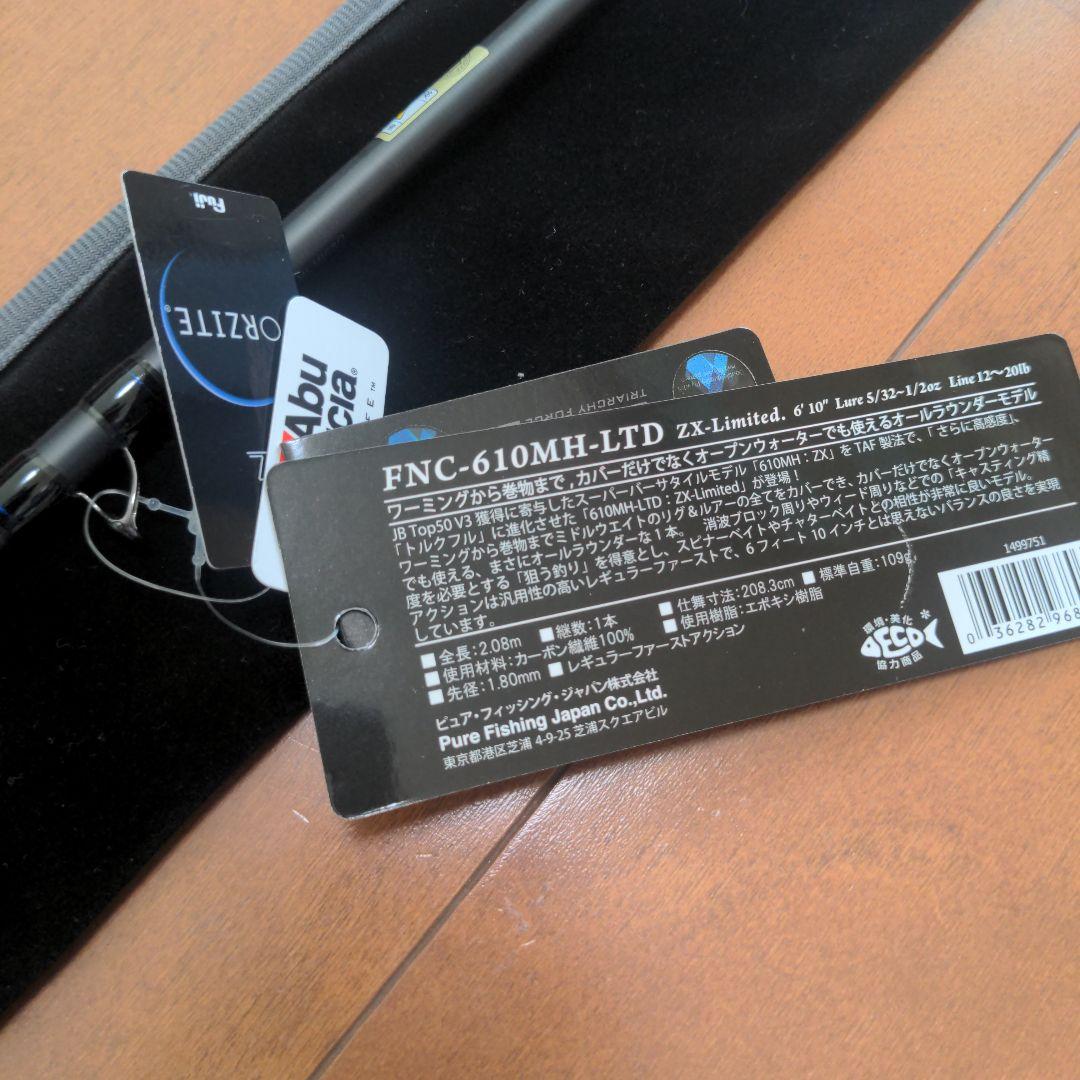 Fuji
TORZITE®
Abu
Garcia®
FOR LIFE™
TRIARCHY FORCE
FNC-610MH-LTD ZX-Limited. 6' 10" Lure 5/32~1/2oz Line 12~20lb
ワーミングから巻物まで,カバーだけでなくオープンウォーターでも使えるオールラウンダーモデル
JB Top50 V3 獲得に寄与したスーパーバーサタイルモデル「610MH:ZX」をTAF製法で、「さらに高感度」、
「トルクフル」に進化させた「610MH-LTD:ZX-Limited」が登場!
ワーミングから巻物までミドルウエイトのリグ&ルアーの全てをカバーでき、カバーだけでなくオープンウォーター
でも使える、まさにオールラウンダーな1本。 消波ブロック周りやウィード周りなどでの「キャスティング精
度を必要とする「狙う釣り」を得意とし、スピナーベイトやチャターベイトとの相性が非常に良いモデル。
アクションは汎用性の高いレギュラーファーストで、6フィート10インチとは思えないバランスの良さを実現
しています。
■全長:2.08m ■継数:1本 ■仕舞寸法:208.3cm ■標準自重:109g
■使用材料:カーボン繊維100% ■使用樹脂:エポキシ樹脂
■先径:1.80mm ■レギュラーファーストアクション
ピュア・フィッシング・ジャパン株式会社
Pure Fishing Japan Co.,Ltd.
東京都港区芝浦 4-9-25 芝浦スクエアビル
環境・美化
DECO
協力商品
1499751
0 36282 968